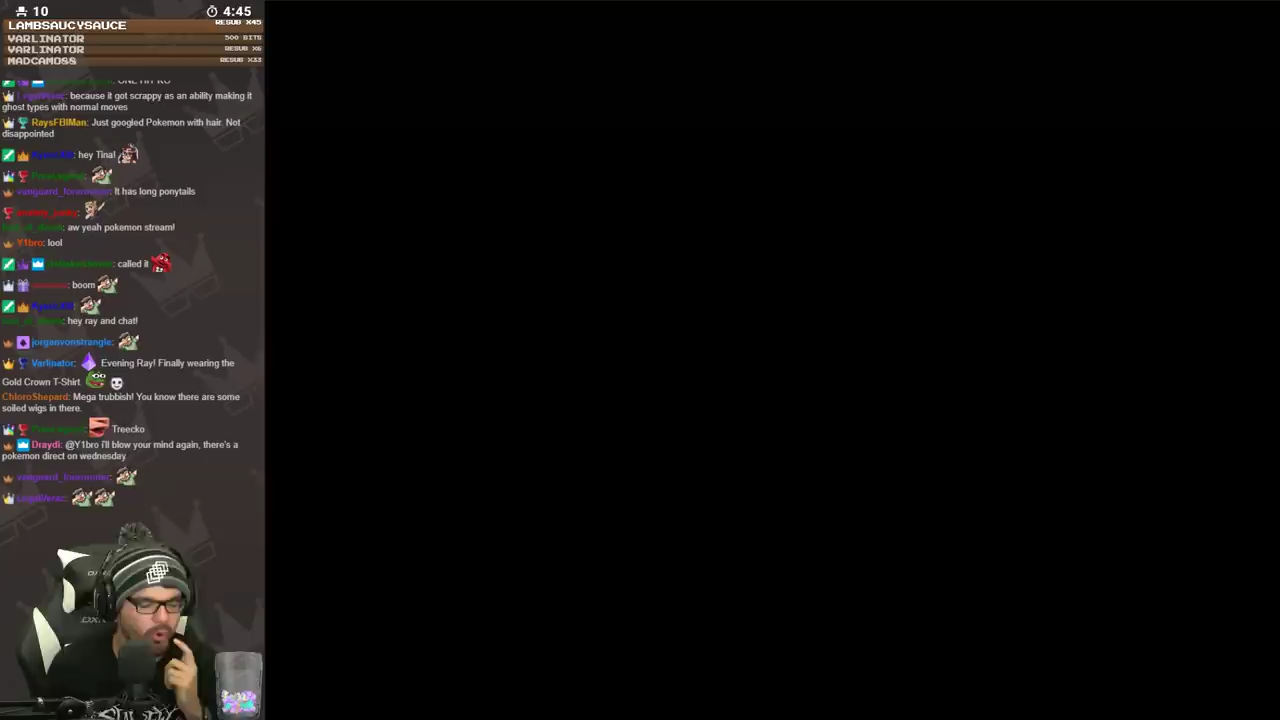 10 4:45
LAMBSAUCYSAUCE RESUB X45
VARLINATOR 500 BITS
VARLINATOR RESUB X6
MADCAMO88 RESUB X33
: because it got scrappy as an ability making it
ghost types with normal moves
RaysFBIMan: Just googled Pokemon with hair. Not
disappointed
: hey Tina!
: It has long ponytails
: aw yeah pokemon stream!
Y1bro: lool
: called it
: boom
: hey ray and chat!
jorganvonstrangle:
Varlinator: Evening Ray! Finally wearing the
Gold Crown T-Shirt
ChloroShepard: Mega trubbish! You know there are some
soiled wigs in there.
Treecko
Draydi: @Y1bro i'll blow your mind again, there's a
pokemon direct on wednesday